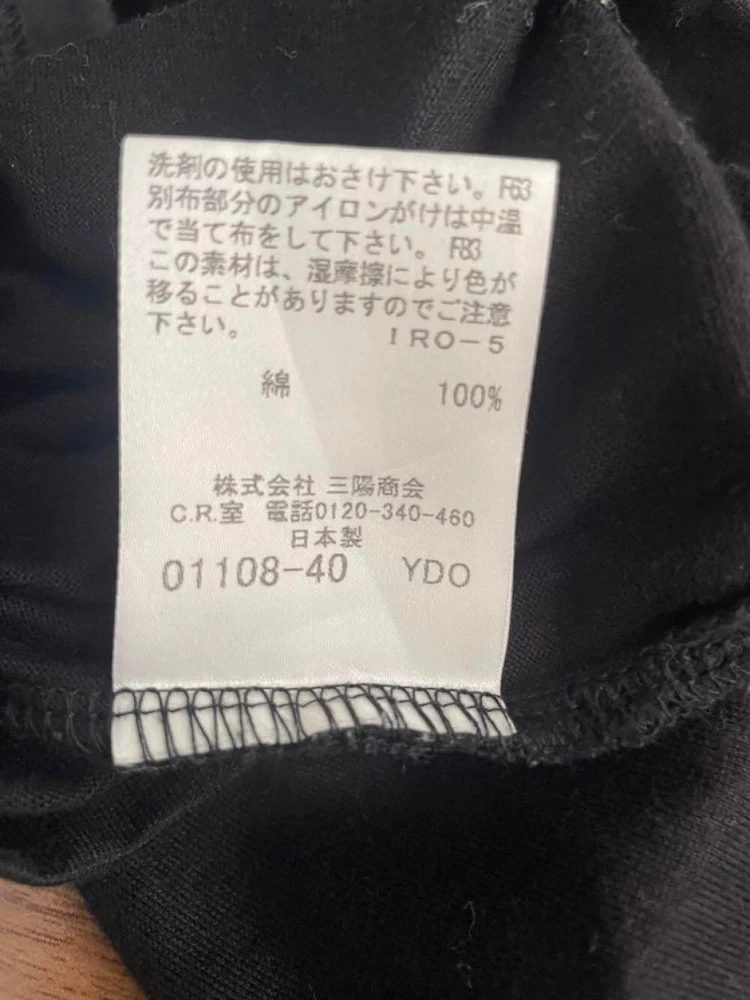 洗剤の使用はおさけ下さい。F63
別布部分のアイロンがけは中温
で当て布をして下さい。 F83
この素材は、湿摩擦により色が
移ることがありますのでご注意
下さい。 IRO-5
綿 100%
株式会社 三陽商会
C.R.室 電話0120-340-460
日本製
01108-40 YDO